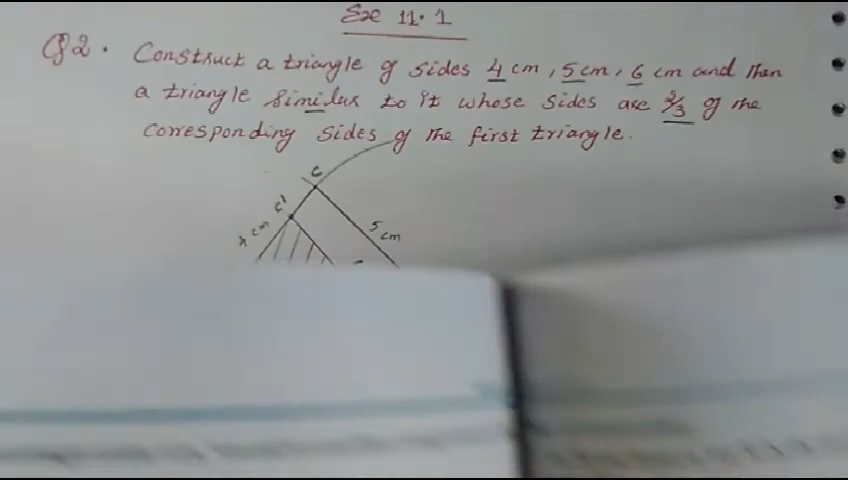 Exe 11.1
Q2. Construct a triangle of sides 4 cm, 5 cm, 6 cm and then
a triangle similar to it whose sides are 2/3 of the
corresponding sides of the first triangle.
C
C'
4 cm
5 cm